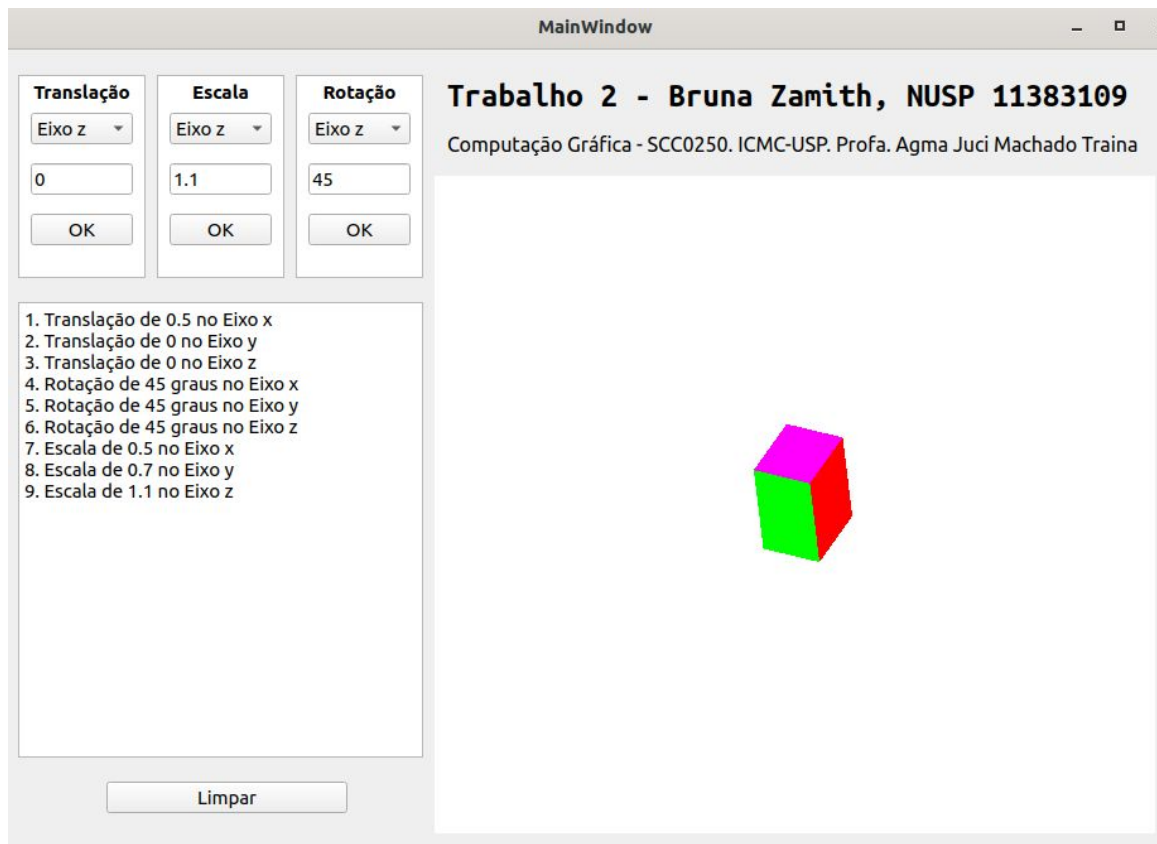 MainWindow
Translação
Eixo z
0
OK
Escala
Eixo z
1.1
OK
Rotação
Eixo z
45
OK
Trabalho 2 - Bruna Zamith, NUSP 11383109
Computação Gráfica - SCC0250. ICMC-USP. Profa. Agma Juci Machado Traina
1. Translação de 0.5 no Eixo x
2. Translação de 0 no Eixo y
3. Translação de 0 no Eixo z
4. Rotação de 45 graus no Eixo x
5. Rotação de 45 graus no Eixo y
6. Rotação de 45 graus no Eixo z
7. Escala de 0.5 no Eixo x
8. Escala de 0.7 no Eixo y
9. Escala de 1.1 no Eixo z
Limpar